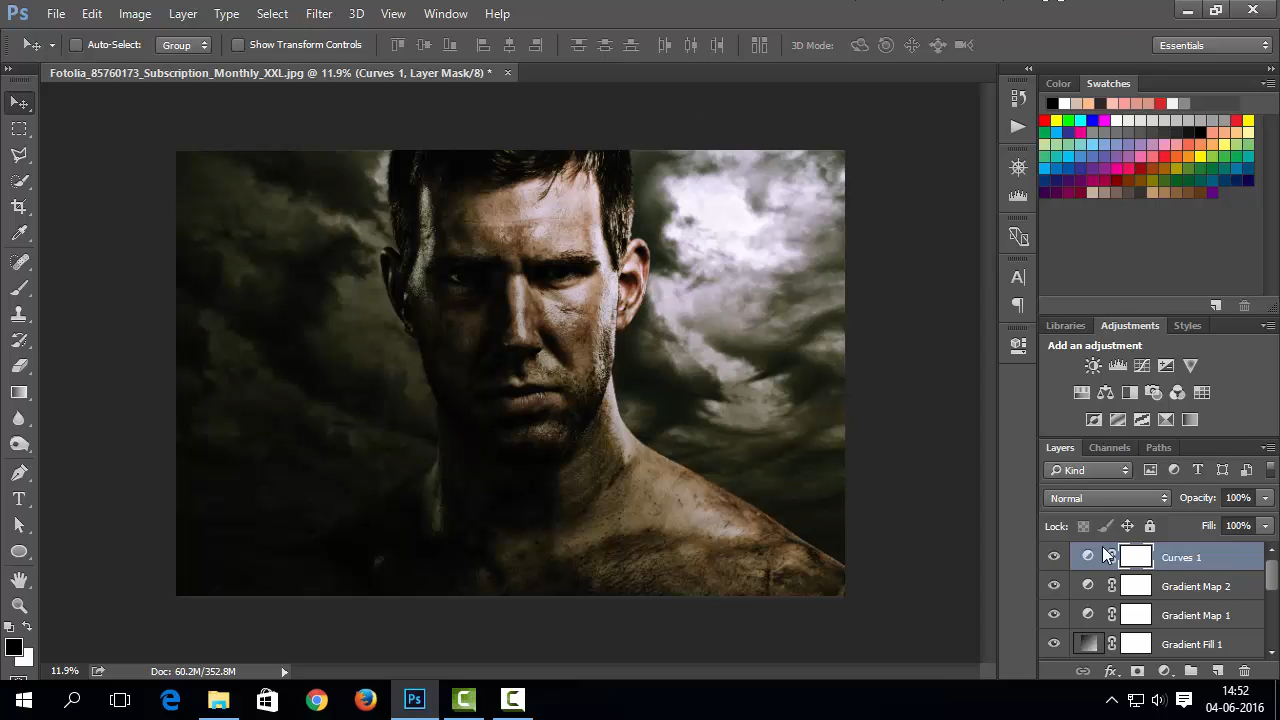 Ps File Edit Image Layer Type Select Filter 3D View Window Help
Auto-Select: Group Show Transform Controls 3D Mode: Essentials
Fotolia_85760173_Subscription_Monthly_XXL.jpg @ 11.9% (Curves 1, Layer Mask/8) *
Color Swatches
Libraries Adjustments Styles
Add an adjustment
Layers Channels Paths
Kind
Normal Opacity: 100%
Lock: Fill: 100%
Curves 1
Gradient Map 2
Gradient Map 1
Gradient Fill 1
11.9% Doc: 60.2M/352.8M
14:52
04-06-2016